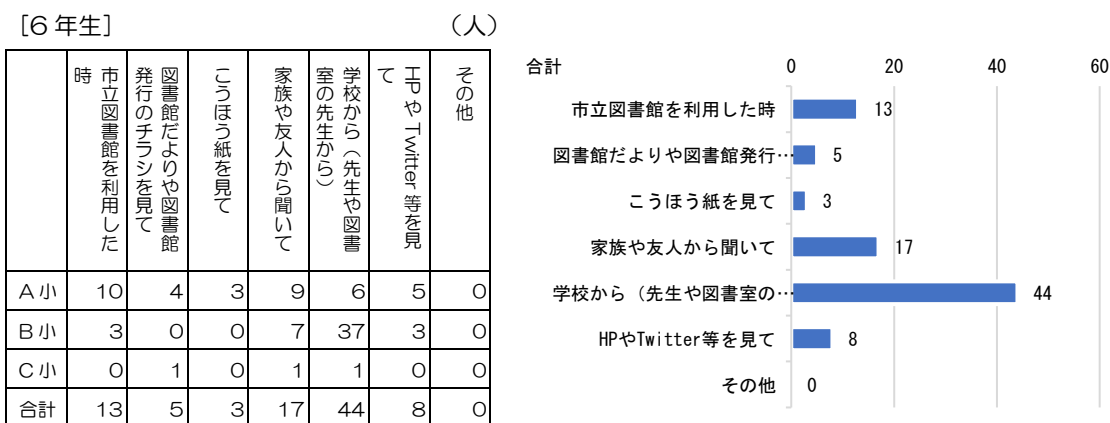 [6年生] (人)
市立図書館を利用した
時
図書館だよりや図書館
発行のチラシを見て
こうほう紙を見て
家族や友人から聞いて
学校から(先生や図書
室の先生から)
HPやTwitter等を見
て
その他
A小 10 4 3 9 6 5 0
B小 3 0 0 7 37 3 0
C小 0 1 0 1 1 0 0
合計 13 5 3 17 44 8 0
合計 0 20 40 60
市立図書館を利用した時 13
図書館だよりや図書館発行… 5
こうほう紙を見て 3
家族や友人から聞いて 17
学校から(先生や図書室の… 44
HPやTwitter等を見て 8
その他 0